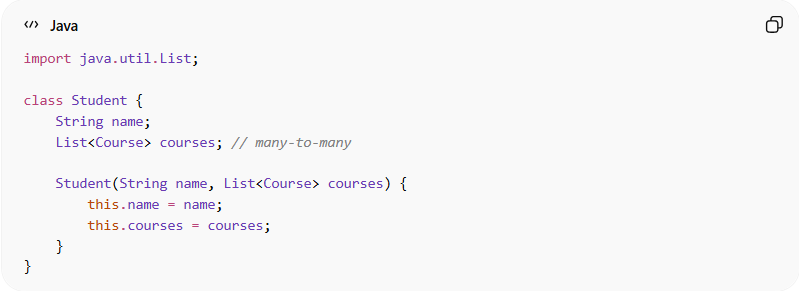 Java
import java.util.List;
class Student {
    String name;
    List<Course> courses; // many-to-many
    Student(String name, List<Course> courses) {
        this.name = name;
        this.courses = courses;
    }
}